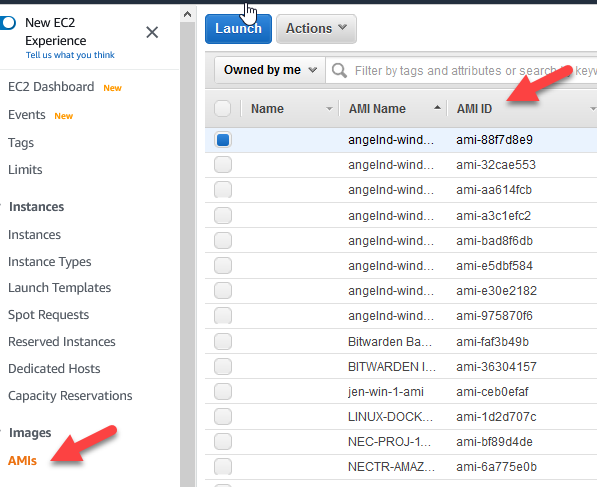 New EC2
Experience
Tell us what you think
EC2 Dashboard New
Events New
Tags
Limits
Instances
Instances
Instance Types
Launch Templates
Spot Requests
Reserved Instances
Dedicated Hosts
Capacity Reservations
Images
AMIs
Launch Actions
Owned by me Filter by tags and attributes or search by keyw
Name AMI Name AMI ID
angelnd-wind... ami-88f7d8e9
angelnd-wind... ami-32cae553
angelnd-wind... ami-aa614fcb
angelnd-wind... ami-a3c1efc2
angelnd-wind... ami-bad8f6db
angelnd-wind... ami-e5dbf584
angelnd-wind... ami-e30e2182
angelnd-wind... ami-975870f6
Bitwarden Ba... ami-faf3b49b
BITWARDEN I... ami-36304157
jen-win-1-ami ami-ceb0efaf
LINUX-DOCK... ami-1d2d707c
NEC-PROJ-1... ami-bf89d4de
NECTR-AMAZ... ami-6a775e0b